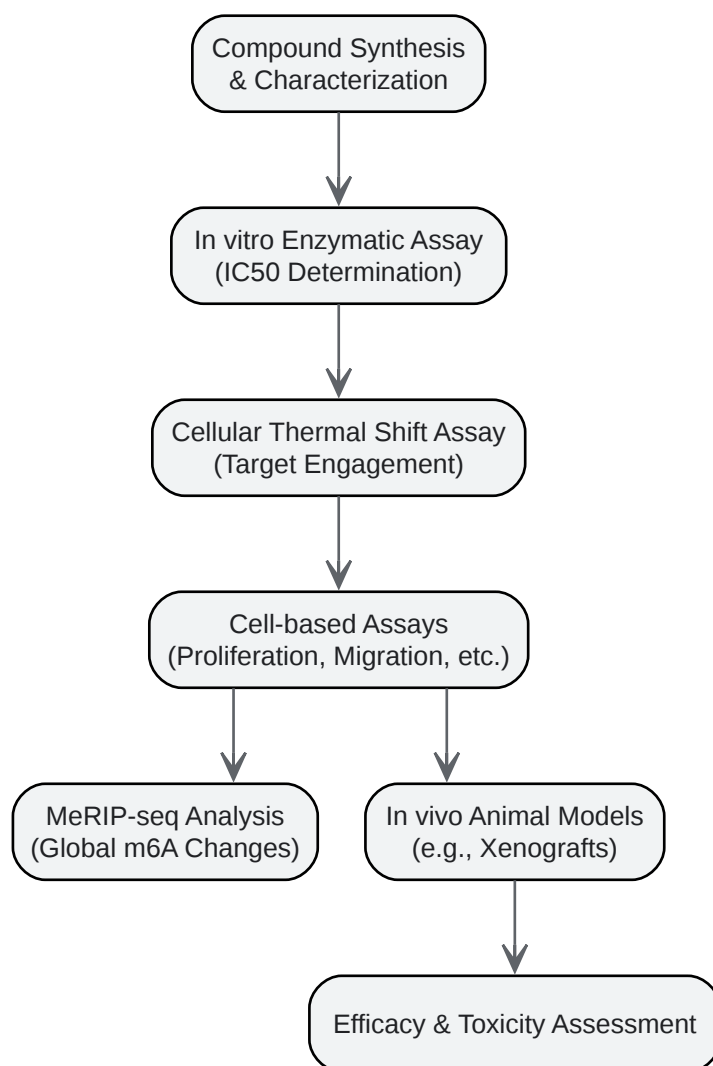 Compound Synthesis
& Characterization
In vitro Enzymatic Assay
(IC50 Determination)
Cellular Thermal Shift Assay
(Target Engagement)
Cell-based Assays
(Proliferation, Migration, etc.)
MeRIP-seq Analysis
(Global m6A Changes)
In vivo Animal Models
(e.g., Xenografts)
Efficacy & Toxicity Assessment